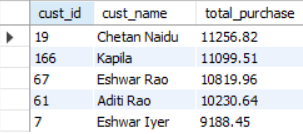 cust_id cust_name total_purchase
19 Chetan Naidu 11256.82
166 Kapila 11099.51
67 Eshwar Rao 10819.96
61 Aditi Rao 10230.64
7 Eshwar Iyer 9188.45